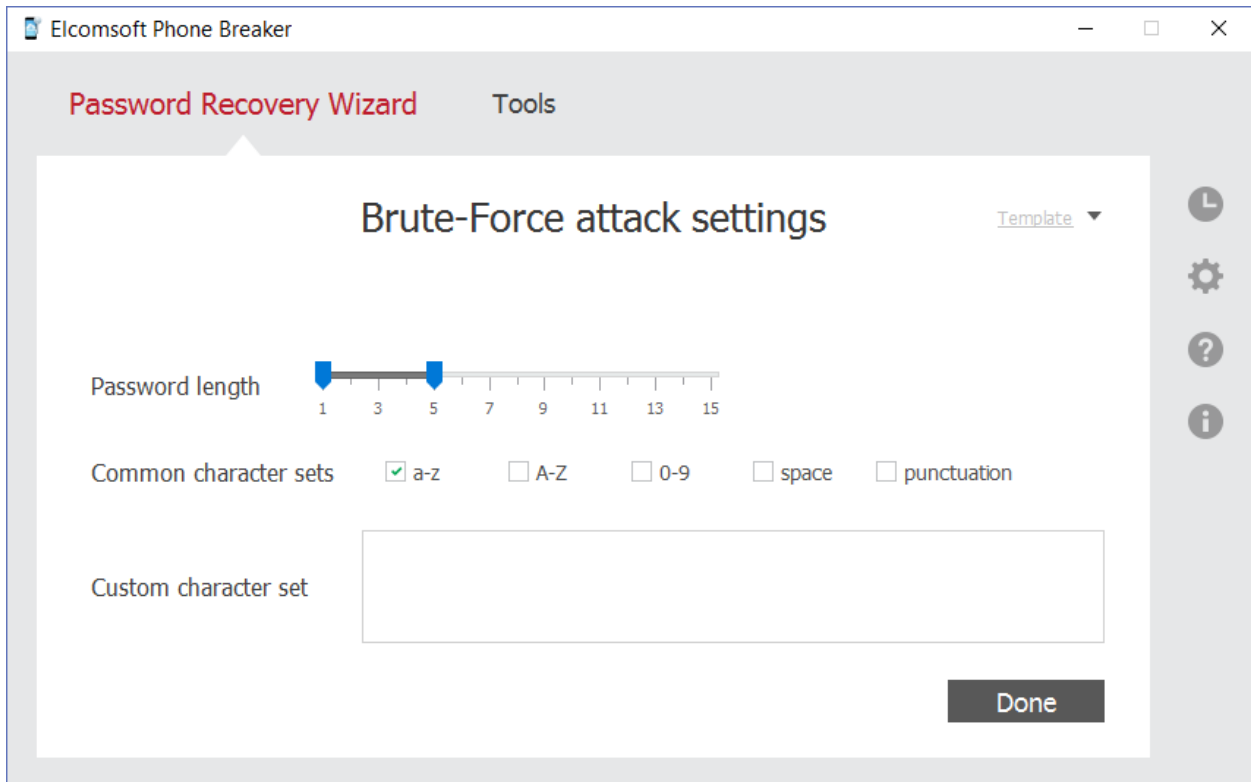 Elcomsoft Phone Breaker
Password Recovery Wizard Tools
Brute-Force attack settings
Template
Password length
1 3 5 7 9 11 13 15
Common character sets a-z A-Z 0-9 space punctuation
Custom character set
Done